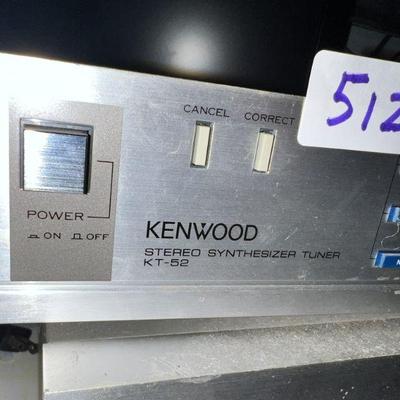 CANCEL CORRECT
512
POWER
ON OFF
KENWOOD
STEREO SYNTHESIZER TUNER
KT-52